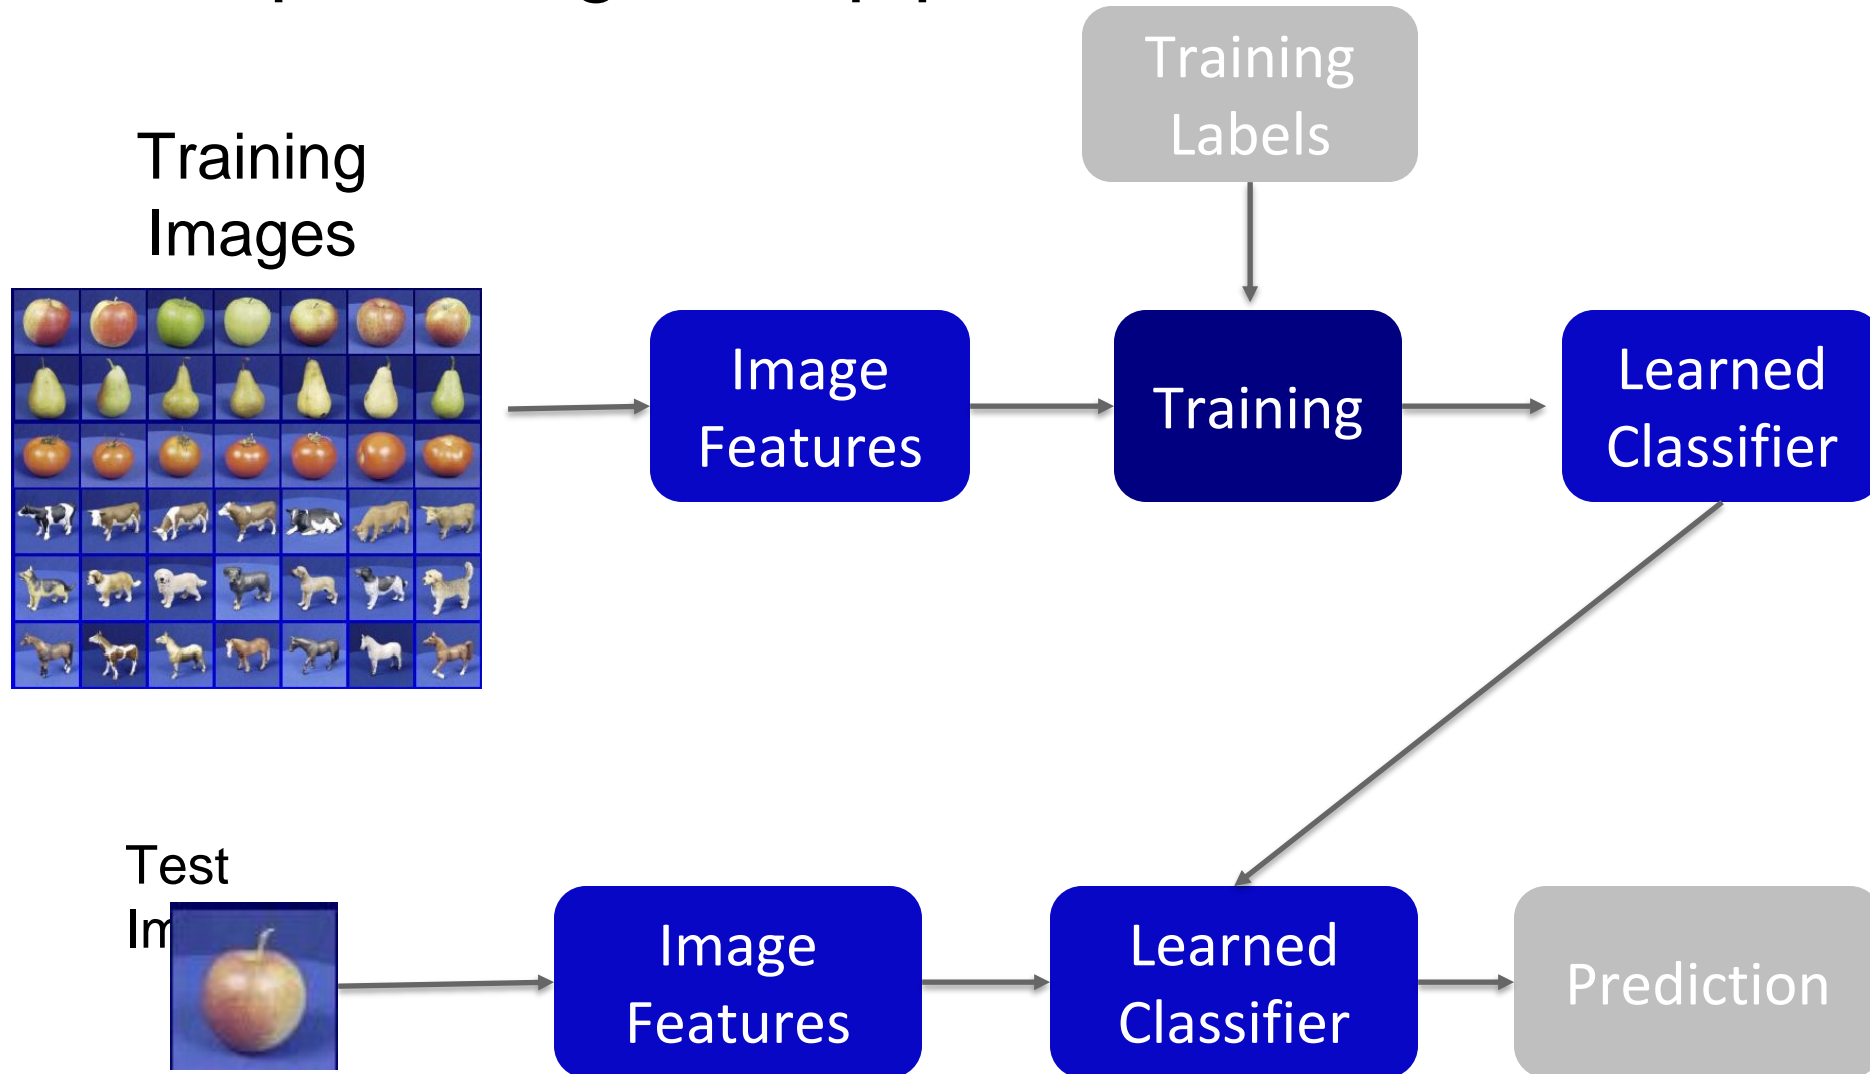 Training
Labels
Training
Images
Image
Features
Training
Learned
Classifier
Test
Image
Features
Learned
Classifier
Prediction